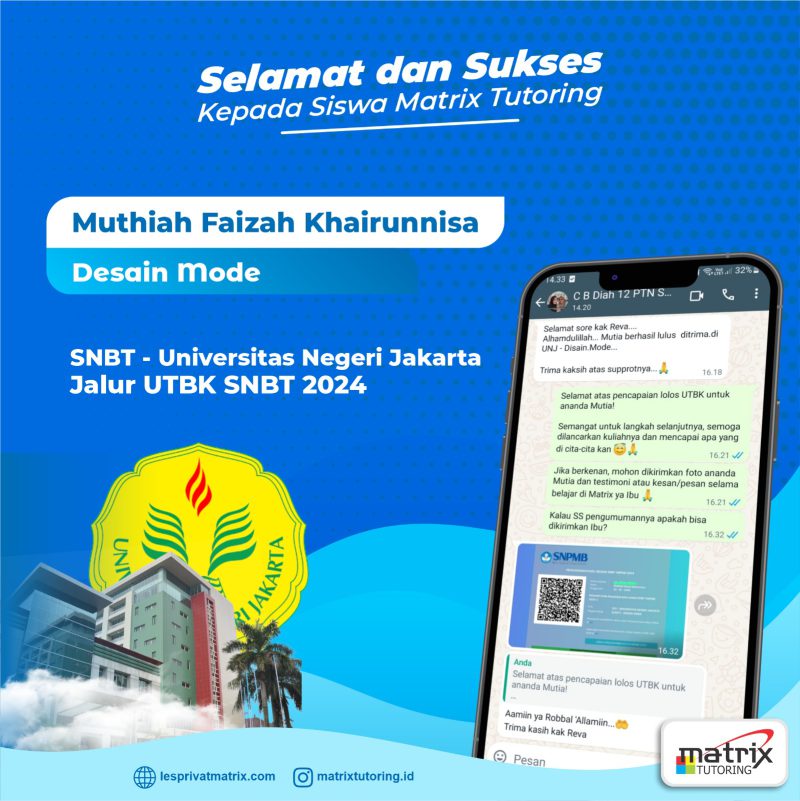 Selamat dan Sukses
Kepada Siswa Matrix Tutoring
Muthiah Faizah Khairunnisa
Desain Mode
SNBT - Universitas Negeri Jakarta
Jalur UTBK SNBT 2024
14.33
32%
C B Diah 12 PTN S...
14.20
Selamat sore kak Reva....
Alhamdulillah... Mutia berhasil lulus ditrima.di
UNJ - Disain.Mode...
Trima kaksih atas supprotnya...🙏
16.18
Selamat atas pencapaian lolos UTBK untuk
ananda Mutia!
Semangat untuk langkah selanjutnya, semoga
dilancarkan kuliahnya dan mencapai apa yang
di cita-cita kan 😇🙏
16.21
Jika berkenan, mohon dikirimkan foto ananda
Mutia dan testimoni atau kesan/pesan selama
belajar di Matrix ya Ibu 🙏
16.21
Kalau SS pengumumannya apakah bisa
dikirimkan Ibu?
16.32
SNPMB
16.32
Anda
Selamat atas pencapaian lolos UTBK untuk
ananda Mutia!
...
Aamiin ya Robbal 'Allamiin...🤲
Trima kasih kak Reva
Pesan
RI JAKARTA
matrix
TUTORING
lesprivatmatrix.com
matrixtutoring.id